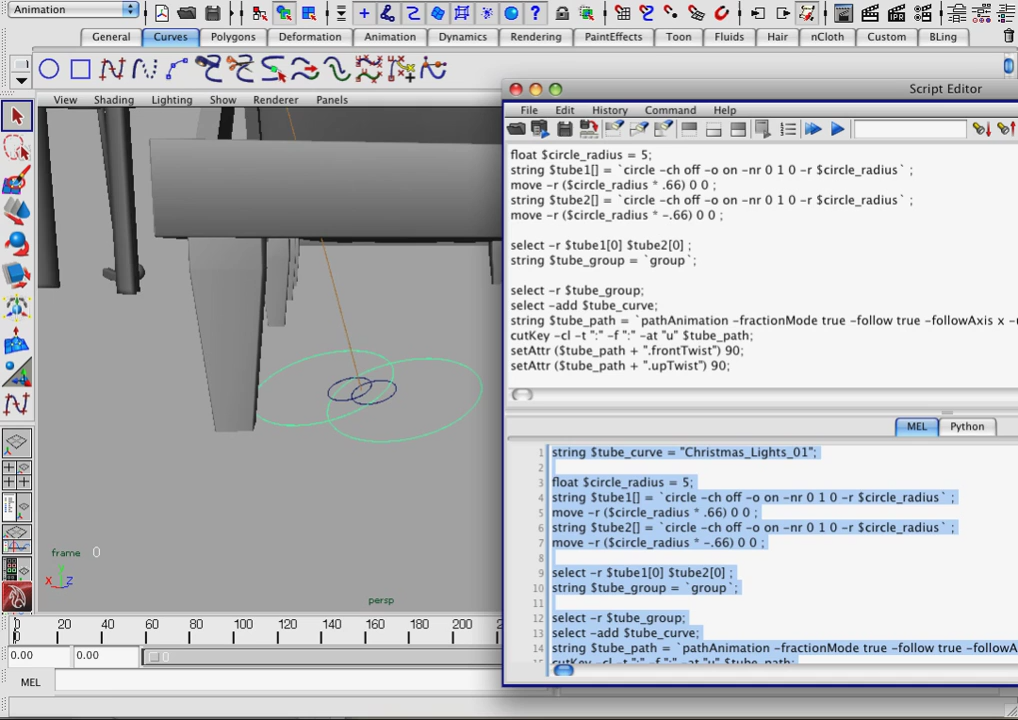 Animation
General Curves Polygons Deformation Animation Dynamics Rendering PaintEffects Toon Fluids Hair nCloth Custom BLing
View Shading Lighting Show Renderer Panels
Script Editor
File Edit History Command Help
float $circle_radius = 5;
string $tube1[] = `circle -ch off -o on -nr 0 1 0 -r $circle_radius` ;
move -r ($circle_radius * .66) 0 0 ;
string $tube2[] = `circle -ch off -o on -nr 0 1 0 -r $circle_radius` ;
move -r ($circle_radius * -.66) 0 0 ;
select -r $tube1[0] $tube2[0] ;
string $tube_group = `group`;
select -r $tube_group;
select -add $tube_curve;
string $tube_path = `pathAnimation -fractionMode true -follow true -followAxis x -u
cutKey -cl -t ":" -f ":" -at "u" $tube_path;
setAttr ($tube_path + ".frontTwist") 90;
setAttr ($tube_path + ".upTwist") 90;
MEL Python
1 string $tube_curve = "Christmas_Lights_01";
2
3 float $circle_radius = 5;
4 string $tube1[] = `circle -ch off -o on -nr 0 1 0 -r $circle_radius` ;
5 move -r ($circle_radius * .66) 0 0 ;
6 string $tube2[] = `circle -ch off -o on -nr 0 1 0 -r $circle_radius` ;
7 move -r ($circle_radius * -.66) 0 0 ;
8
9 select -r $tube1[0] $tube2[0] ;
10 string $tube_group = `group`;
11
12 select -r $tube_group;
13 select -add $tube_curve;
14 string $tube_path = `pathAnimation -fractionMode true -follow true -followA
15 cutKey -cl -t ":" -f ":" -at "u" $tube_path;
frame 0
y
x z
persp
0 20 40 60 80 100 120 140 160 180 200
0.00 0.00 0
MEL